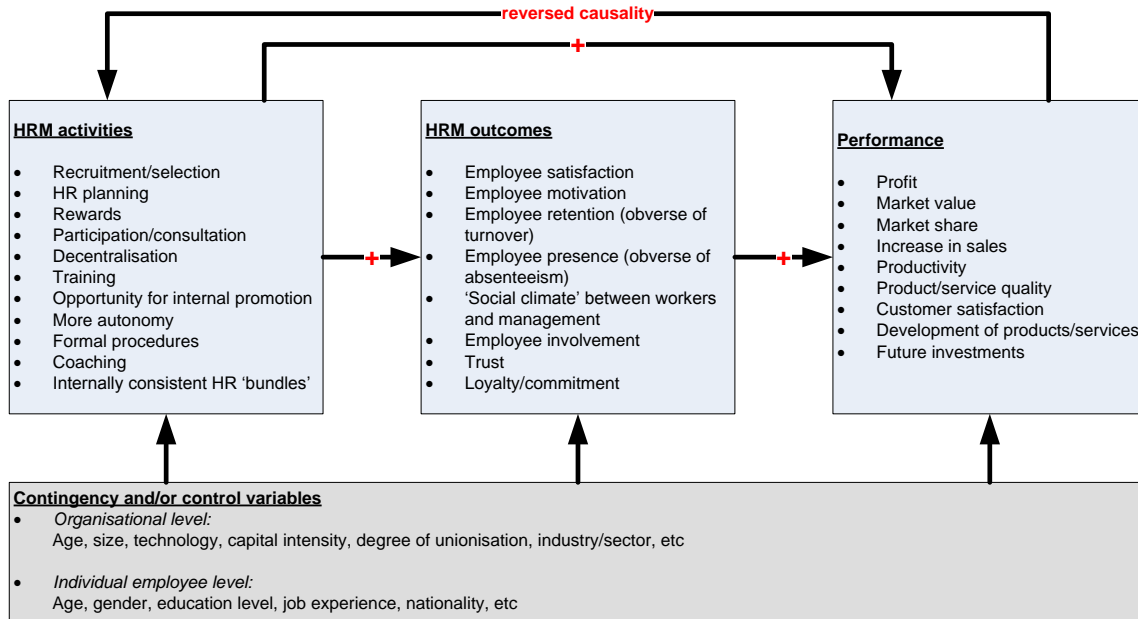 reversed causality
+
HRM activities
• Recruitment/selection
• HR planning
• Rewards
• Participation/consultation
• Decentralisation
• Training
• Opportunity for internal promotion
• More autonomy
• Formal procedures
• Coaching
• Internally consistent HR ‘bundles’
+
HRM outcomes
• Employee satisfaction
• Employee motivation
• Employee retention (obverse of
turnover)
• Employee presence (obverse of
absenteeism)
• ‘Social climate’ between workers
and management
• Employee involvement
• Trust
• Loyalty/commitment
+
Performance
• Profit
• Market value
• Market share
• Increase in sales
• Productivity
• Product/service quality
• Customer satisfaction
• Development of products/services
• Future investments
Contingency and/or control variables
• Organisational level:
Age, size, technology, capital intensity, degree of unionisation, industry/sector, etc
• Individual employee level:
Age, gender, education level, job experience, nationality, etc